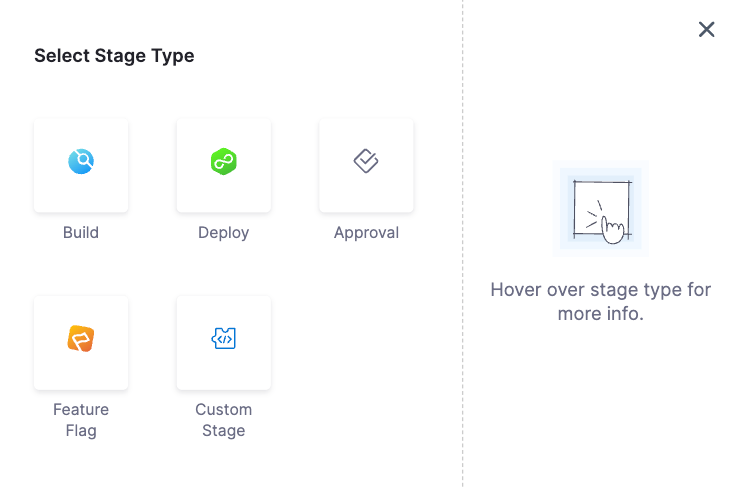 Select Stage Type
Build
Deploy
Approval
Feature
Flag
Custom
Stage
Hover over stage type for
more info.